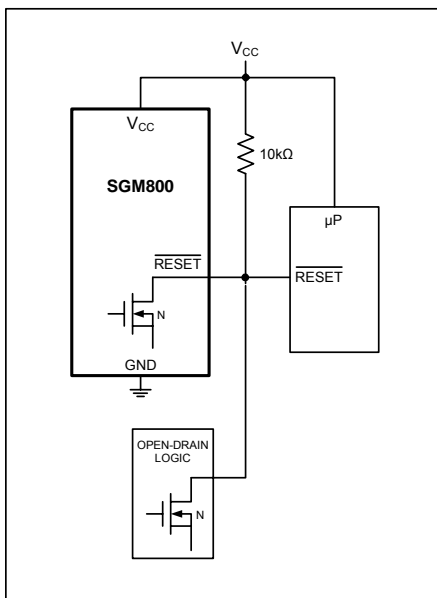 VCC
VCC
SGM800
10kΩ
µP
RESET
RESET
N
GND
OPEN-DRAIN
LOGIC
N